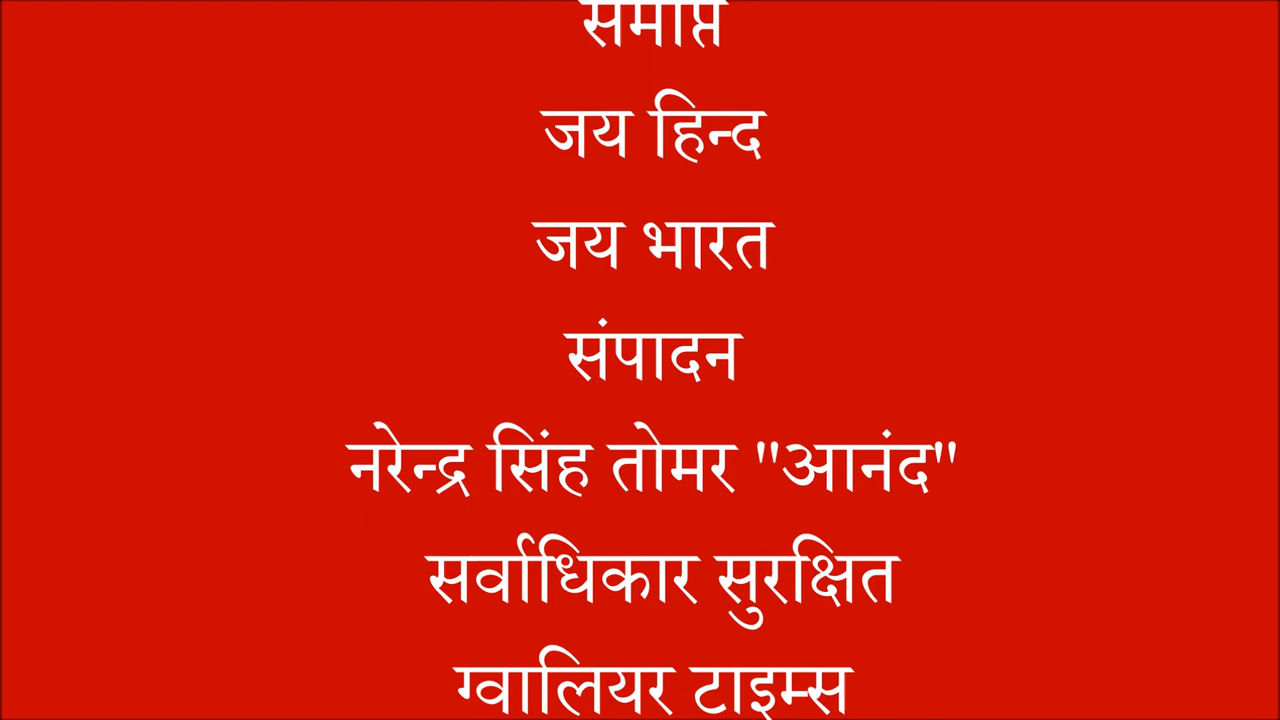 समाप्त
जय हिन्द
जय भारत
संपादन
नरेन्द्र सिंह तोमर "आनंद"
सर्वाधिकार सुरक्षित
ग्वालियर टाइम्स